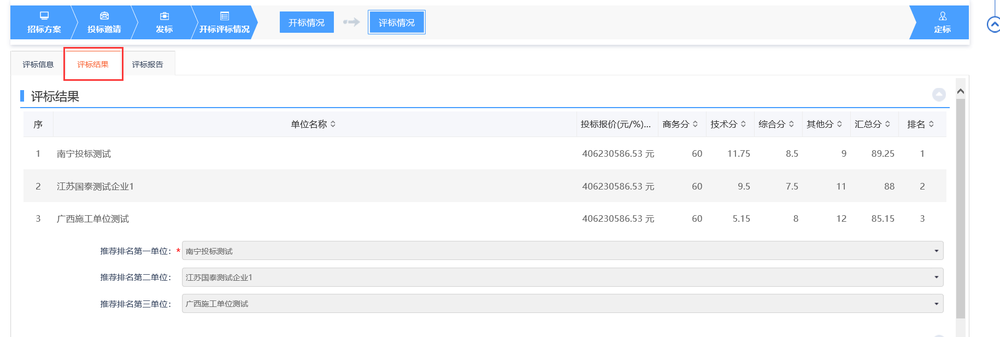 招标方案 投标邀请 发标 开标评标情况 开标情况 评标情况 定标
评标信息 评标结果 评标报告
评标结果
序 单位名称 投标报价(元/%)... 商务分 技术分 综合分 其他分 汇总分 排名
1 南宁投标测试 406230586.53 元 60 11.75 8.5 9 89.25 1
2 江苏国泰测试企业1 406230586.53 元 60 9.5 7.5 11 88 2
3 广西施工单位测试 406230586.53 元 60 5.15 8 12 85.15 3
推荐排名第一单位：* 南宁投标测试
推荐排名第二单位： 江苏国泰测试企业1
推荐排名第三单位： 广西施工单位测试